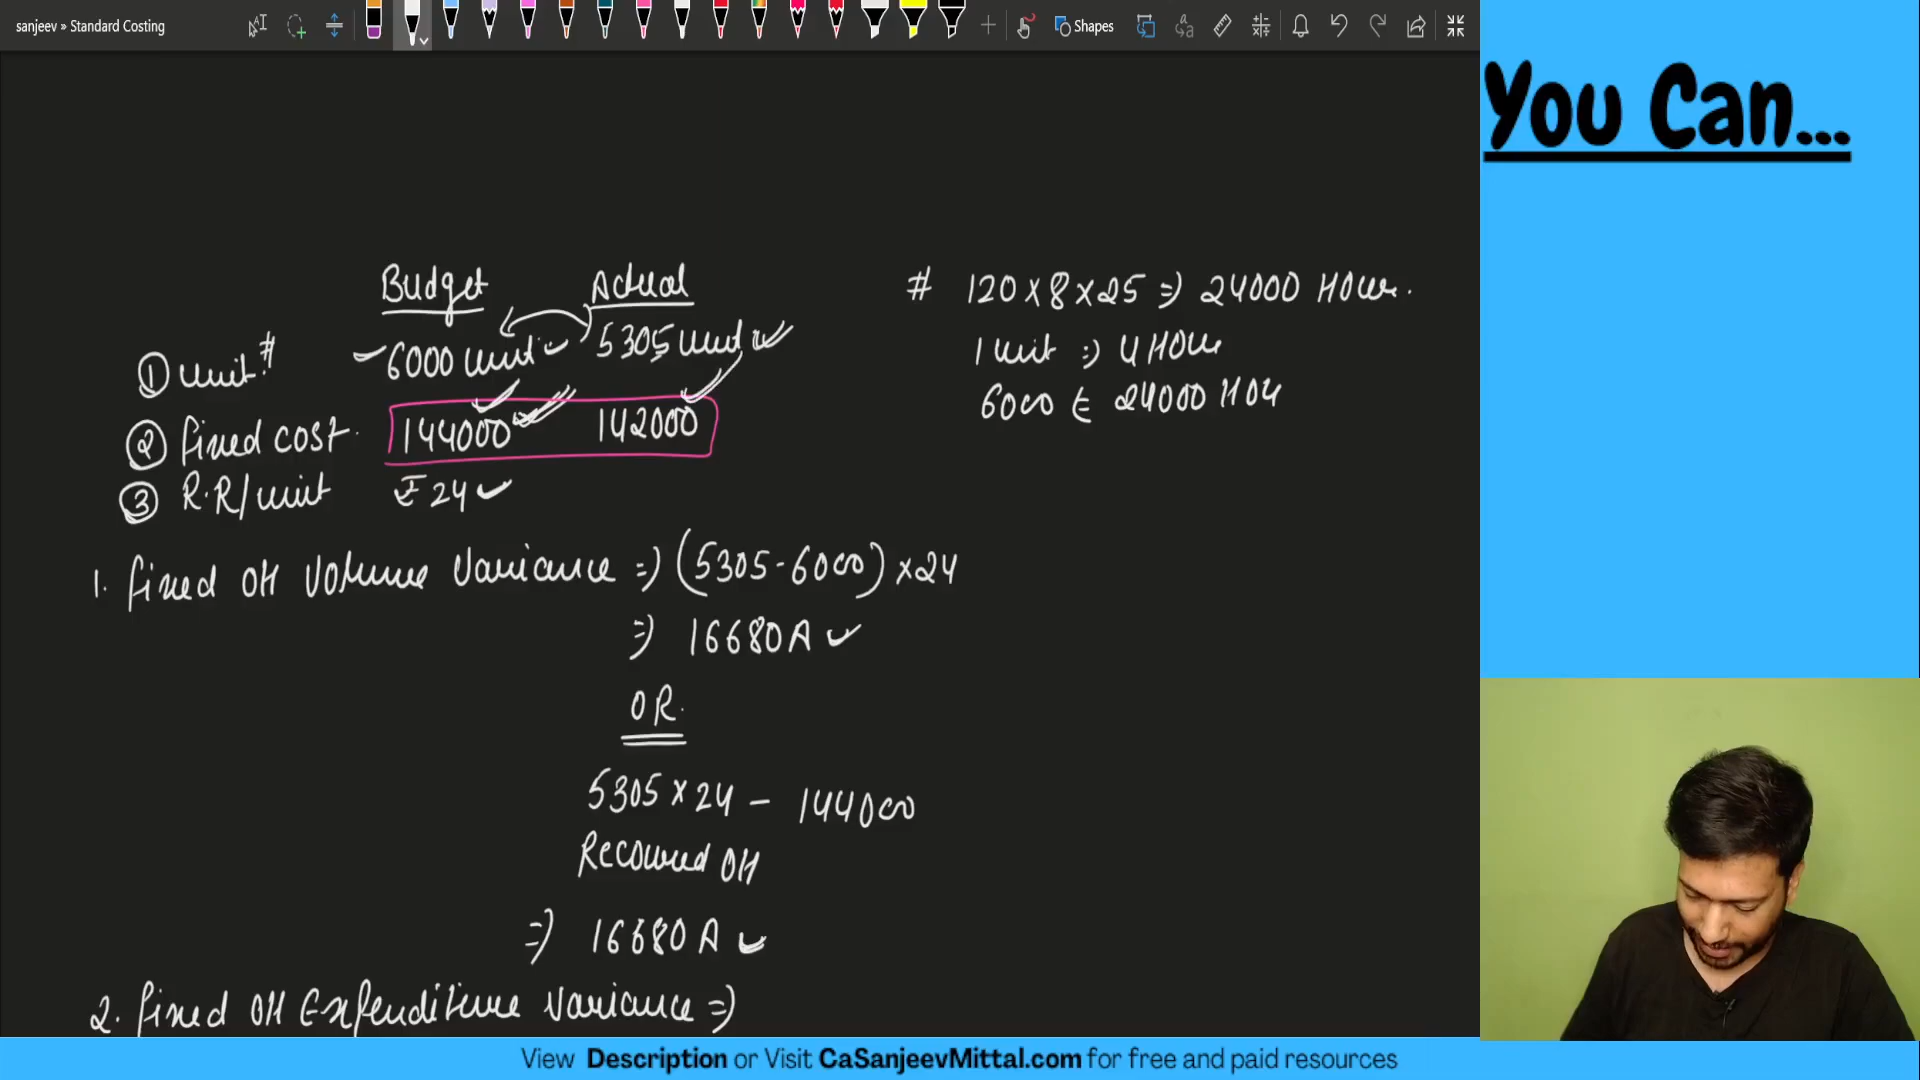 sanjeev » Standard Costing
Shapes
You Can...
Budget Actual
① unit # 6000 unit 5305 unit
② fixed cost. 144000 142000
③ R.R/unit ₹ 24
# 120 × 8 × 25 ⇒ 24000 Hour.
1 unit ⇒ 4 Hour
6000 ⇐ 24000 Hou
1. fixed OH Volume Variance ⇒ (5305 - 6000) × 24
⇒ 16680 A
OR.
5305 × 24 - 144000
Recovered OH
⇒ 16680 A
2. fixed OH Expenditure Variance ⇒
View Description or Visit CaSanjeevMittal.com for free and paid resources